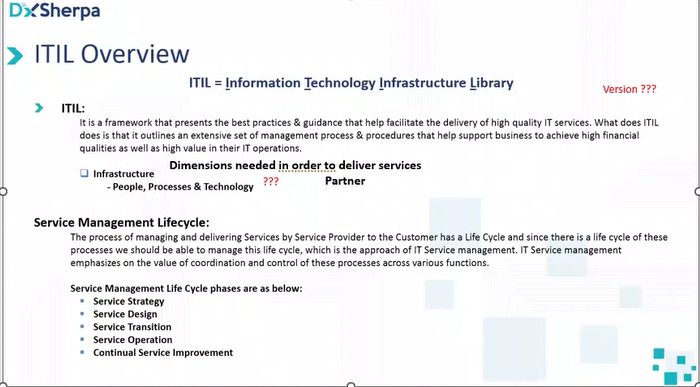 DxSherpa
ITIL Overview
ITIL = Information Technology Infrastructure Library
Version ???
ITIL:
It is a framework that presents the best practices & guidance that help facilitate the delivery of high quality IT services. What does ITIL
does is that it outlines an extensive set of management process & procedures that help support business to achieve high financial
qualities as well as high value in their IT operations.
Dimensions needed in order to deliver services
Infrastructure
- People, Processes & Technology ??? Partner
Service Management Lifecycle:
The process of managing and delivering Services by Service Provider to the Customer has a Life Cycle and since there is a life cycle of these
processes we should be able to manage this life cycle, which is the approach of IT Service management. IT Service management
emphasizes on the value of coordination and control of these processes across various functions.
Service Management Life Cycle phases are as below:
Service Strategy
Service Design
Service Transition
Service Operation
Continual Service Improvement